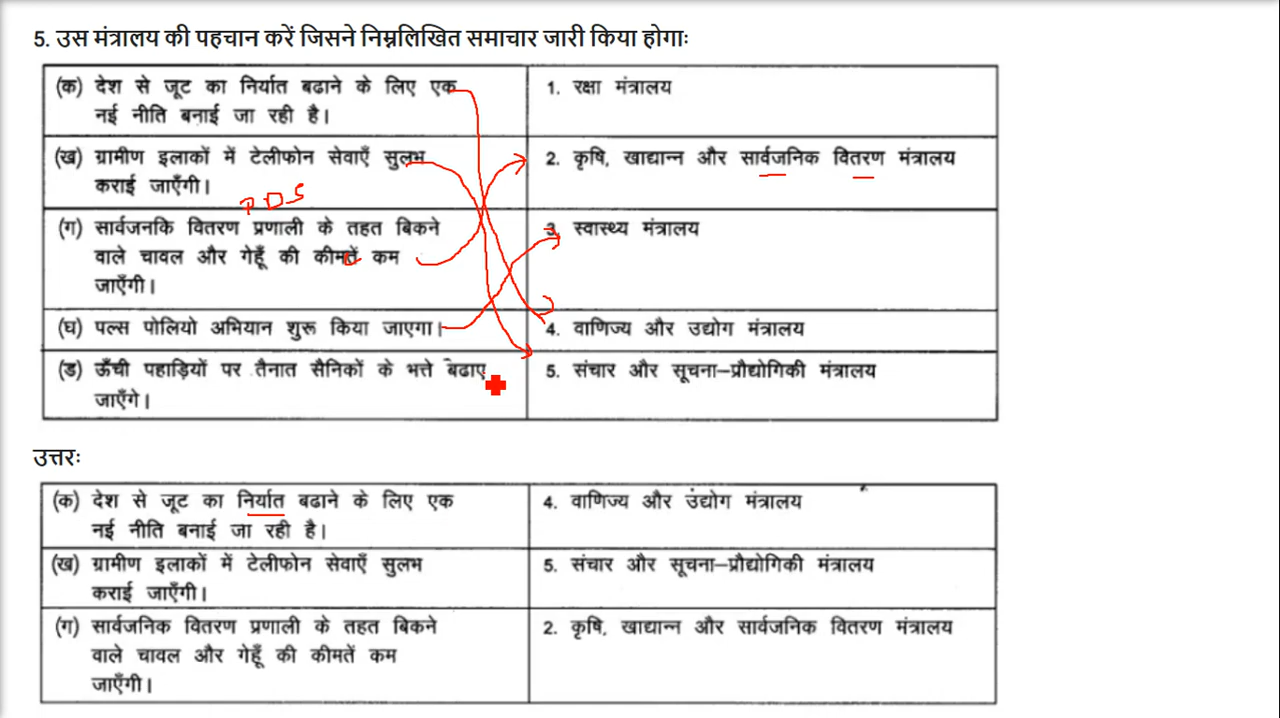 5. उस मंत्रालय की पहचान करें जिसने निम्नलिखित समाचार जारी किया होगाः
(क) देश से जूट का निर्यात बढाने के लिए एक
नई नीति बनाई जा रही है।
1. रक्षा मंत्रालय
(ख) ग्रामीण इलाकों में टेलीफोन सेवाएँ सुलभ
कराई जाएँगी।
2. कृषि, खाद्यान्न और सार्वजनिक वितरण मंत्रालय
PDS
(ग) सार्वजनकि वितरण प्रणाली के तहत बिकने
वाले चावल और गेहूँ की कीमतें कम
जाएँगी।
3. स्वास्थ्य मंत्रालय
(घ) पल्स पोलियो अभियान शुरू किया जाएगा।
4. वाणिज्य और उद्योग मंत्रालय
(ड) ऊँची पहाड़ियों पर तैनात सैनिकों के भत्ते बढाए
जाएँगे।
5. संचार और सूचना–प्रौद्योगिकी मंत्रालय
उत्तरः
(क) देश से जूट का निर्यात बढाने के लिए एक
नई नीति बनाई जा रही है।
4. वाणिज्य और उद्योग मंत्रालय
(ख) ग्रामीण इलाकों में टेलीफोन सेवाएँ सुलभ
कराई जाएँगी।
5. संचार और सूचना–प्रौद्योगिकी मंत्रालय
(ग) सार्वजनिक वितरण प्रणाली के तहत बिकने
वाले चावल और गेहूँ की कीमतें कम
जाएँगी।
2. कृषि, खाद्यान्न और सार्वजनिक वितरण मंत्रालय